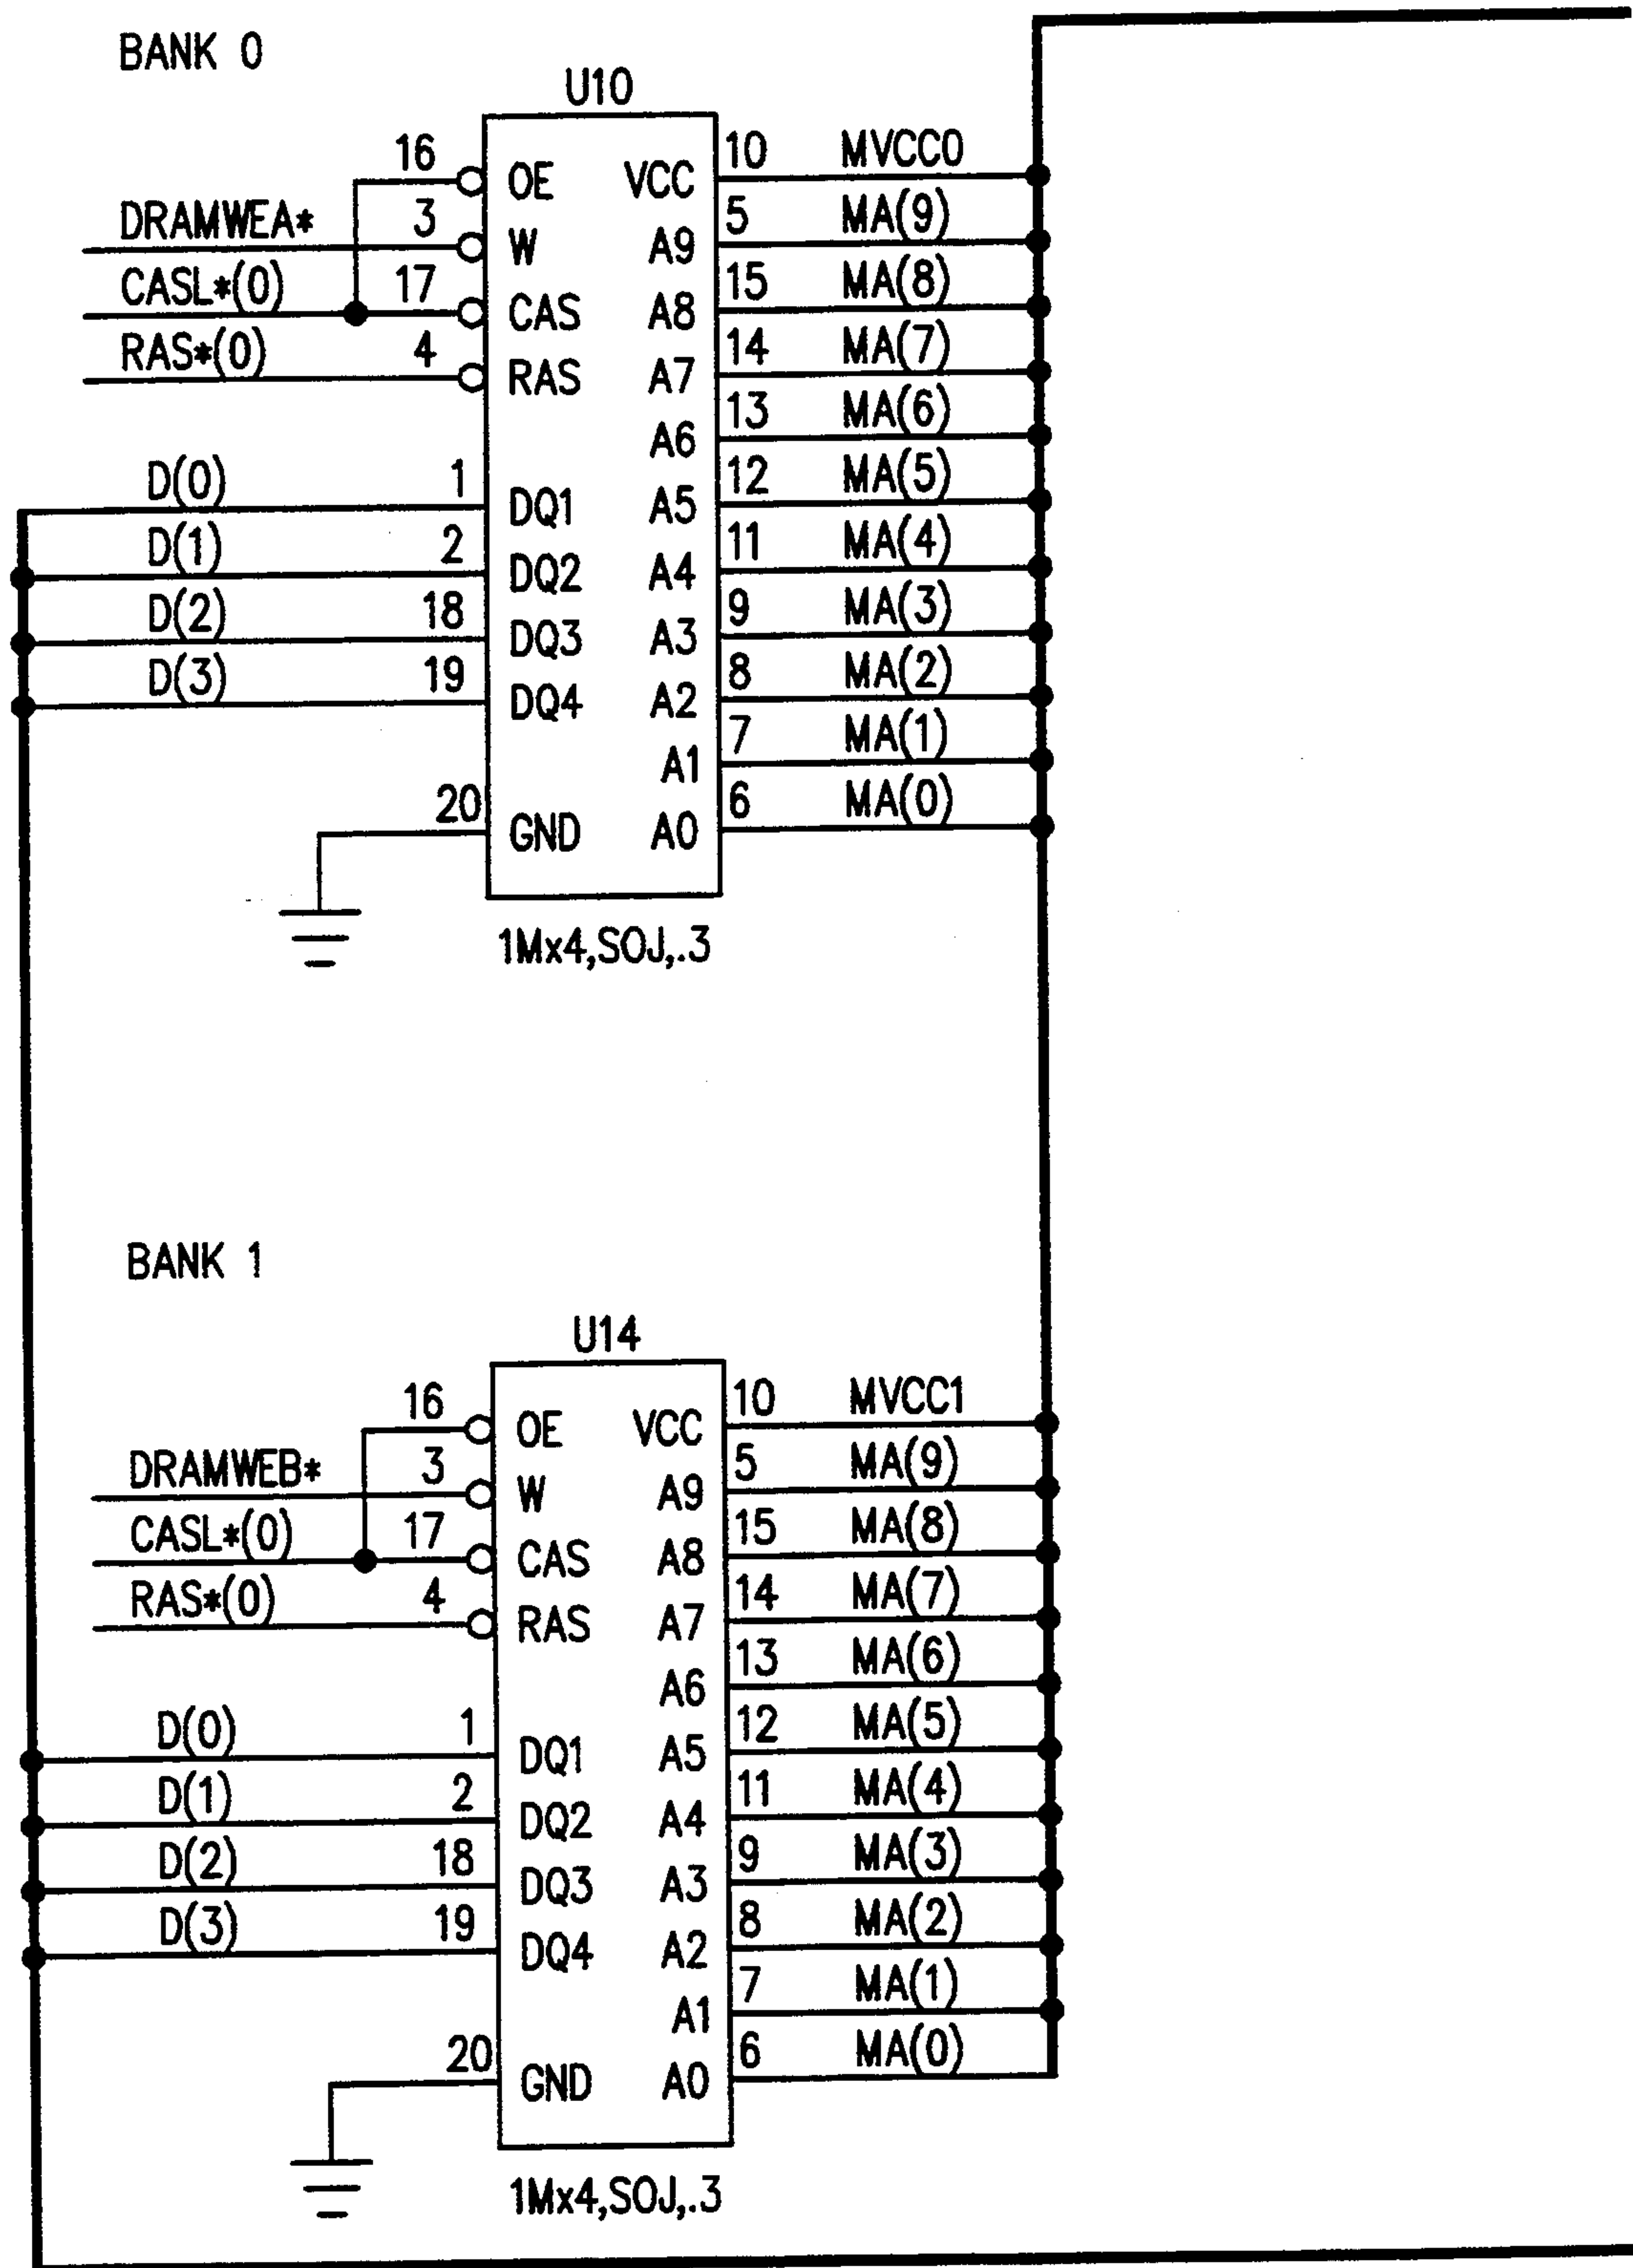 BANK 0
U10
16 OE VCC 10 MVCC0
DRAMWEA* 3 W A9 5 MA(9)
CASL*(0) 17 CAS A8 15 MA(8)
RAS*(0) 4 RAS A7 14 MA(7)
A6 13 MA(6)
D(0) 1 DQ1 A5 12 MA(5)
D(1) 2 DQ2 A4 11 MA(4)
D(2) 18 DQ3 A3 9 MA(3)
D(3) 19 DQ4 A2 8 MA(2)
A1 7 MA(1)
20 GND A0 6 MA(0)
1Mx4,SOJ,.3
BANK 1
U14
16 OE VCC 10 MVCC1
DRAMWEB* 3 W A9 5 MA(9)
CASL*(0) 17 CAS A8 15 MA(8)
RAS*(0) 4 RAS A7 14 MA(7)
A6 13 MA(6)
D(0) 1 DQ1 A5 12 MA(5)
D(1) 2 DQ2 A4 11 MA(4)
D(2) 18 DQ3 A3 9 MA(3)
D(3) 19 DQ4 A2 8 MA(2)
A1 7 MA(1)
20 GND A0 6 MA(0)
1Mx4,SOJ,.3